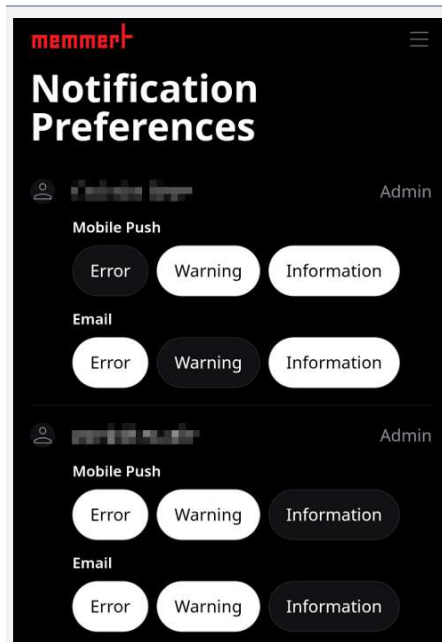 memmert
Notification
Preferences
Admin
Mobile Push
Error Warning Information
Email
Error Warning Information
Admin
Mobile Push
Error Warning Information
Email
Error Warning Information